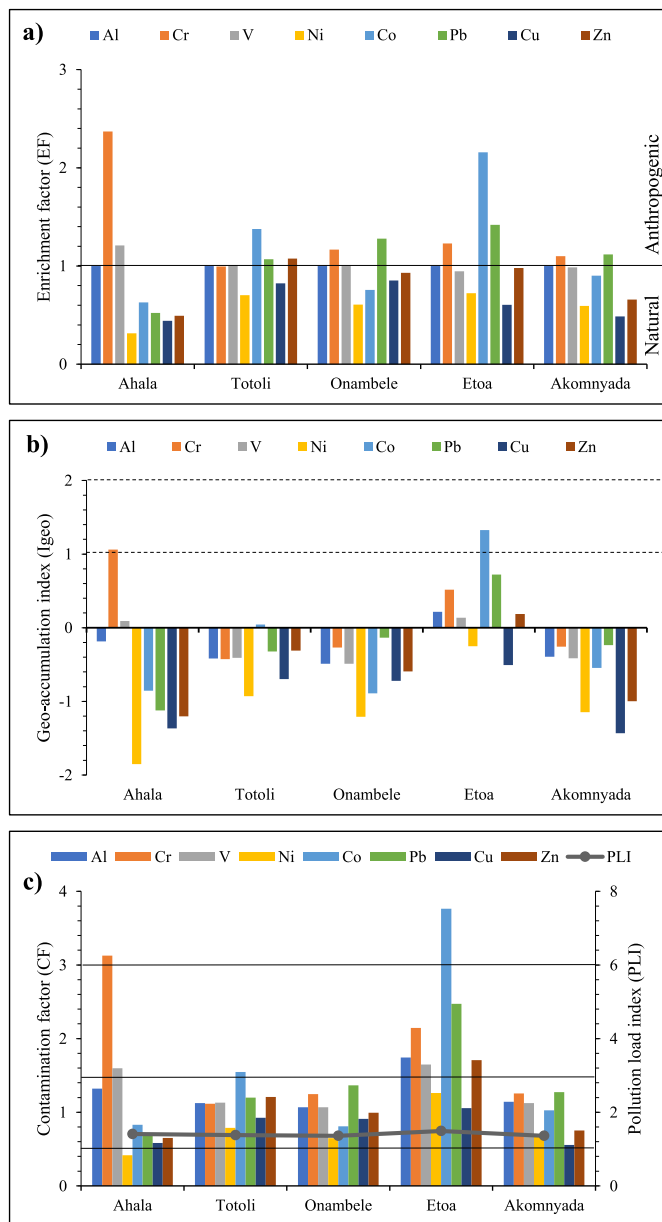 a)
Al Cr V Ni Co Pb Cu Zn
Enrichment factor (EF)
3
2
1
0
Anthropogenic
Natural
Ahala Totoli Onambele Etoa Akomnyada
b)
Al Cr V Ni Co Pb Cu Zn
Geo-accumulation index (Igeo)
2
1
0
-1
-2
Ahala Totoli Onambele Etoa Akomnyada
Al Cr V Ni Co Pb Cu Zn PLI
c)
Contamination factor (CF)
4
3
2
1
0
8
6
4
2
0
Pollution load index (PLI)
Ahala Totoli Onambele Etoa Akomnyada